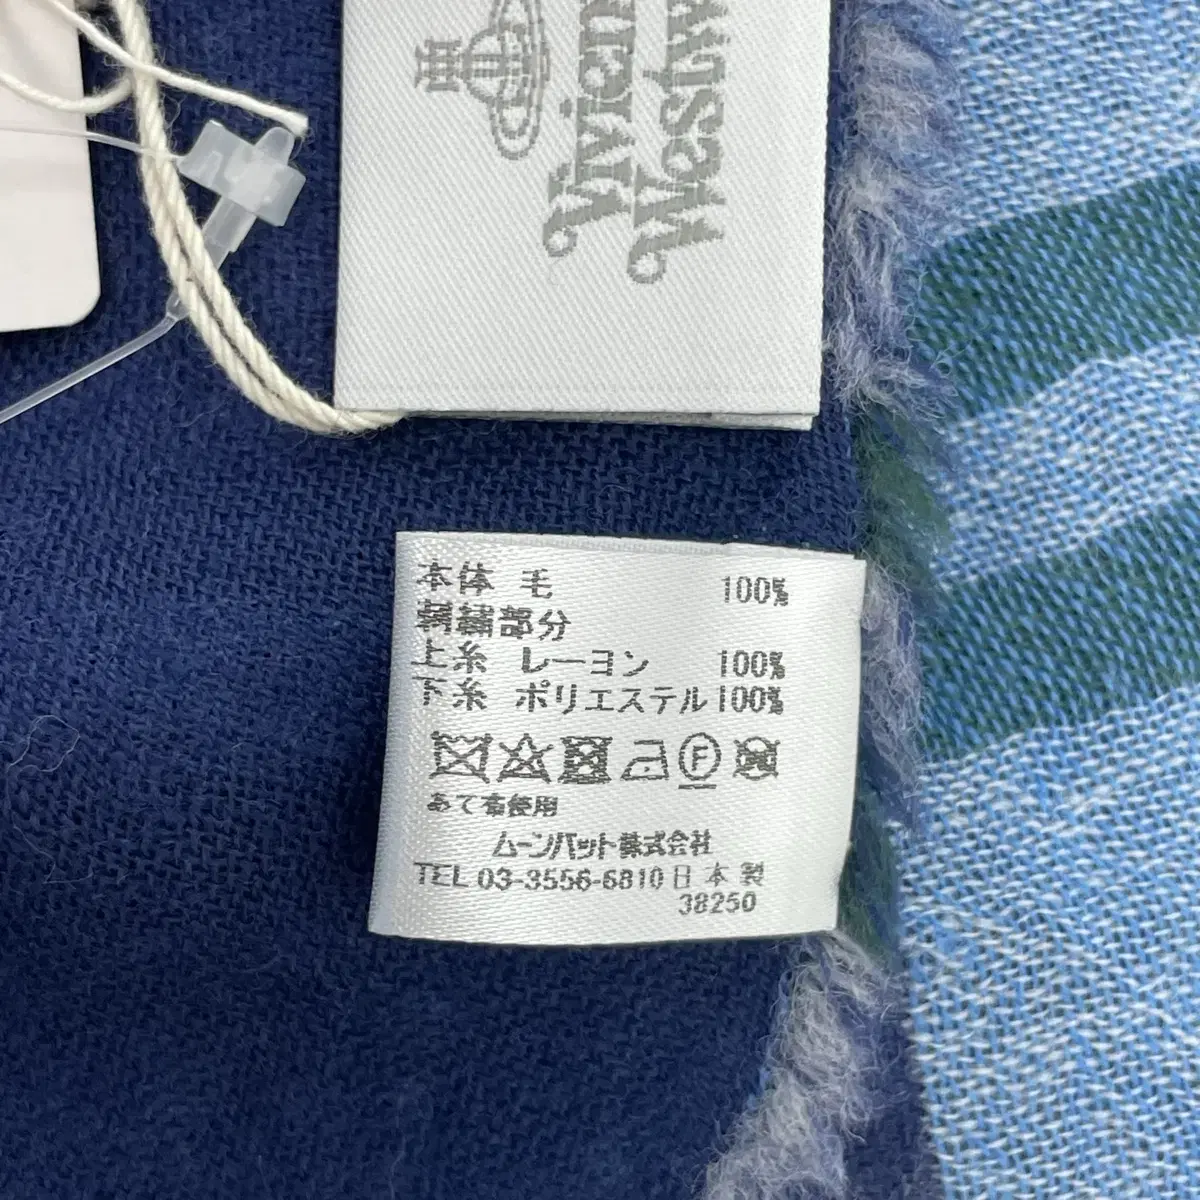 Vivien
Westw
本体 毛 100%
刺繍部分
上糸 レーヨン 100%
下糸 ポリエステル 100%
F
あて布使用
ムーンバット株式会社
TEL 03-3556-6810 日本製
38250